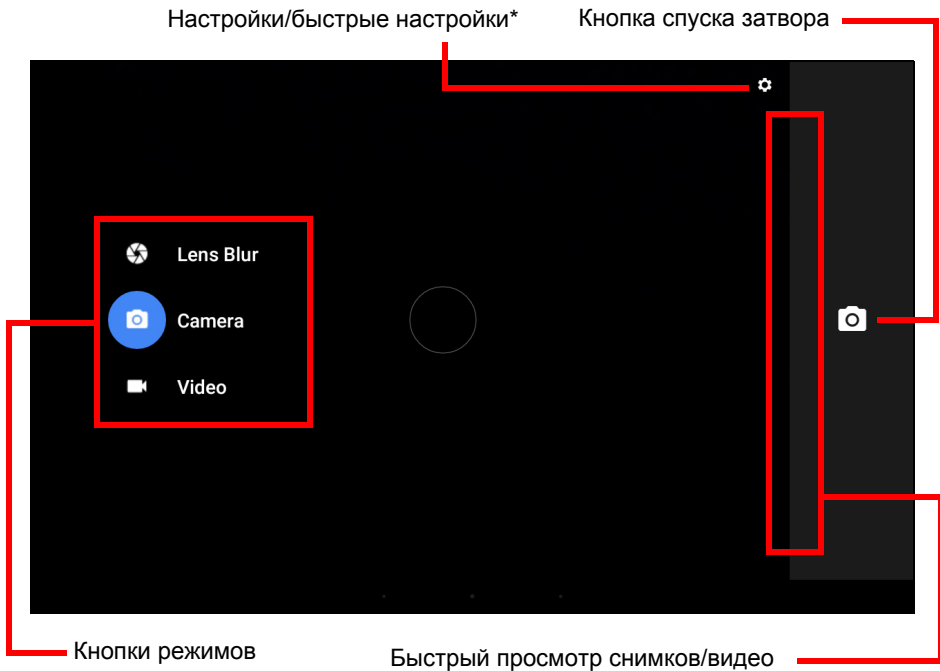 Настройки/быстрые настройки*
Кнопка спуска затвора
Lens Blur
Camera
Video
Кнопки режимов
Быстрый просмотр снимков/видео